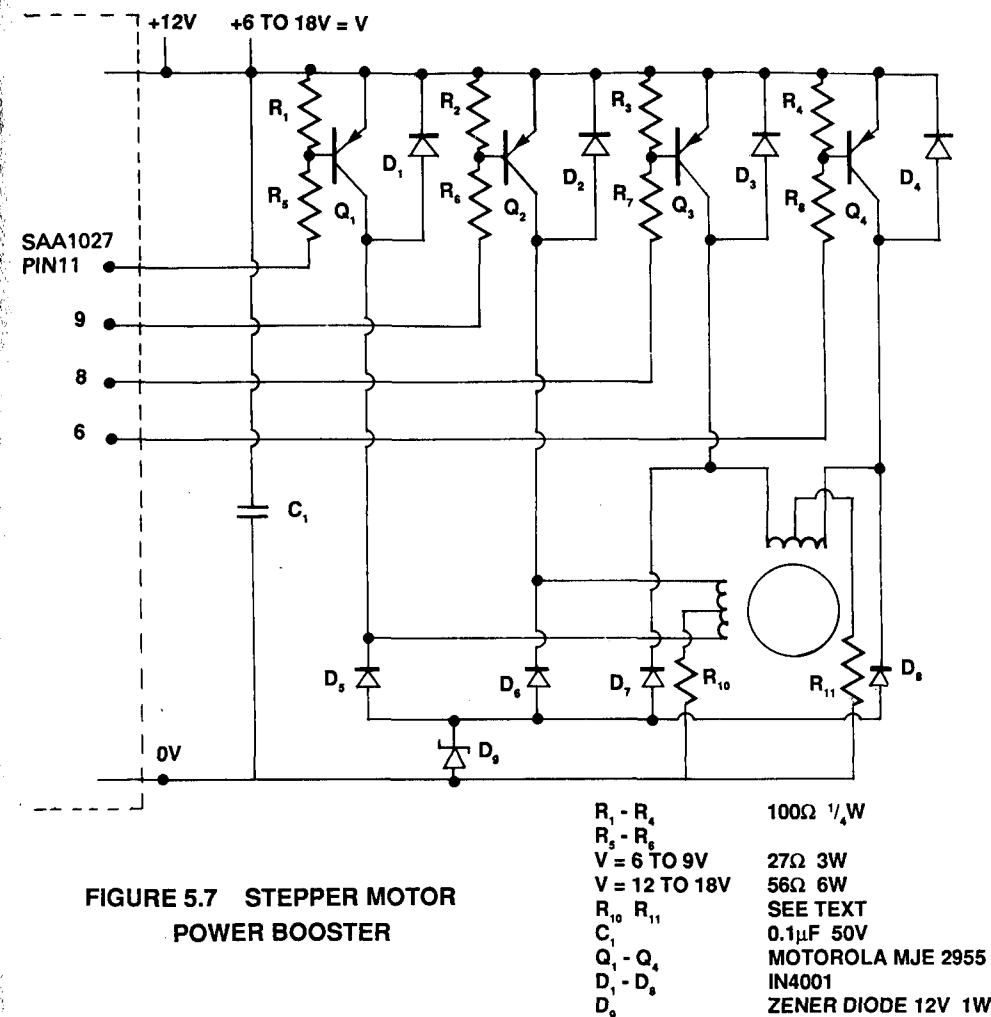 +12V +6 TO 18V = V
R₁ R₂ R₃ R₄
D₁ D₂ D₃ D₄
R₅ R₆ R₇ R₈
Q₁ Q₂ Q₃ Q₄
SAA1027
PIN11
9
8
6
C₁
D₅ D₆ D₇ R₁₀ R₁₁ D₈
D₉
0V
R₁ - R₄ 100Ω ¹/₄W
R₅ - R₈
V = 6 TO 9V 27Ω 3W
V = 12 TO 18V 56Ω 6W
R₁₀ R₁₁ SEE TEXT
C₁ 0.1µF 50V
Q₁ - Q₄ MOTOROLA MJE 2955
D₁ - D₈ IN4001
D₉ ZENER DIODE 12V 1W
FIGURE 5.7 STEPPER MOTOR
POWER BOOSTER